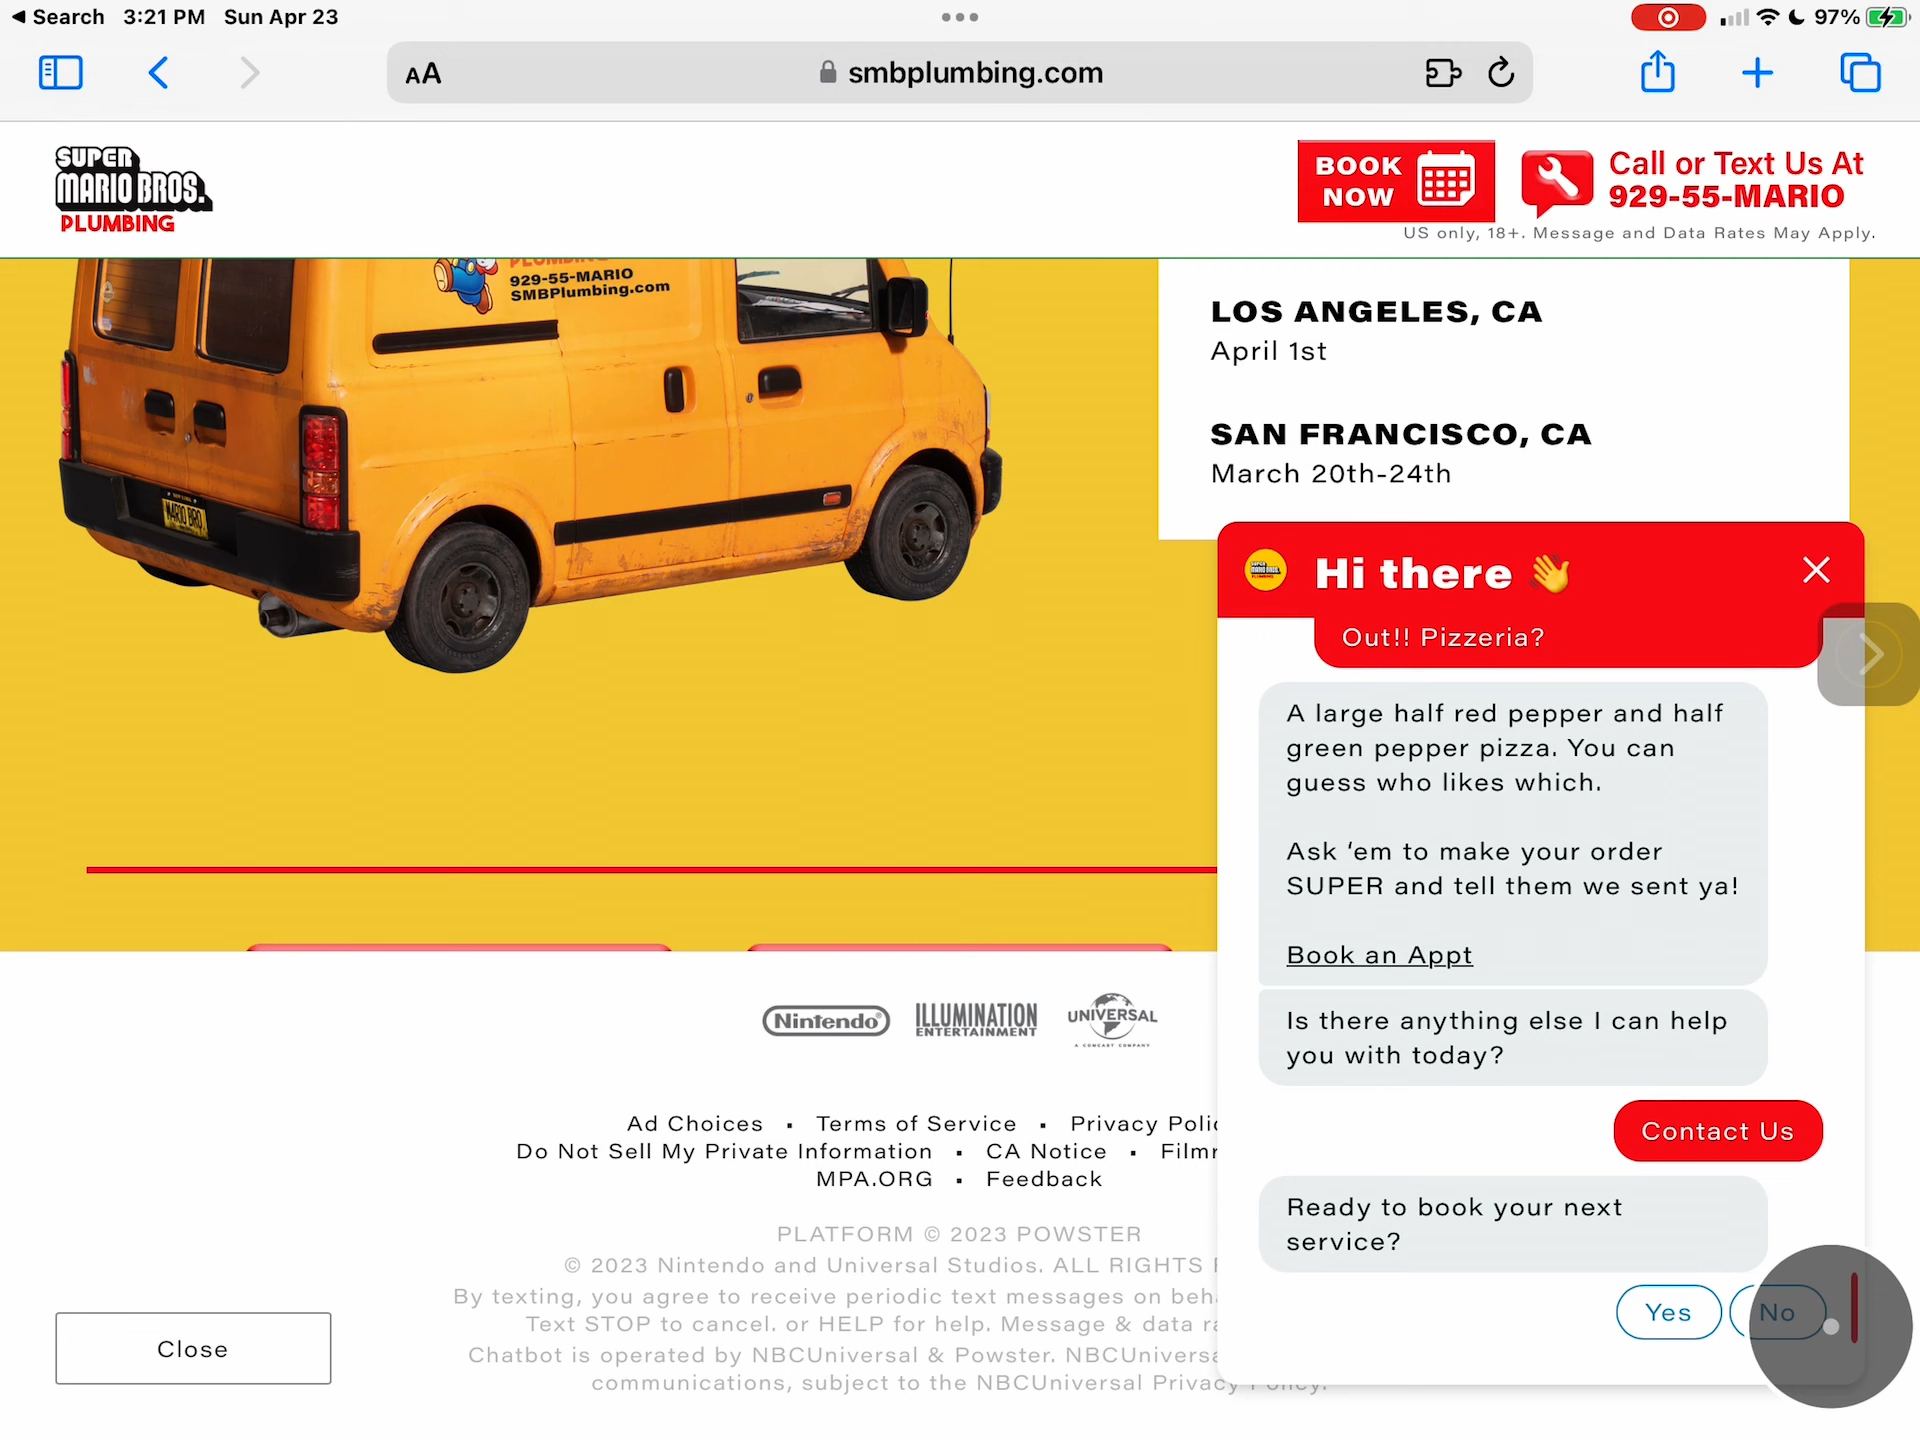 Search 3:21 PM Sun Apr 23
97%
AA
smbplumbing.com
SUPER
MARIO BROS.
PLUMBING
BOOK
NOW
Call or Text Us At
929-55-MARIO
US only, 18+. Message and Data Rates May Apply.
PLUMBING
929-55-MARIO
SMBPlumbing.com
MARIO BRO
LOS ANGELES, CA
April 1st
SAN FRANCISCO, CA
March 20th-24th
Hi there 👋
Out!! Pizzeria?
A large half red pepper and half
green pepper pizza. You can
guess who likes which.
Ask ‘em to make your order
SUPER and tell them we sent ya!
Book an Appt
Is there anything else I can help
you with today?
Contact Us
Ready to book your next
service?
Yes
No
Nintendo®
ILLUMINATION
ENTERTAINMENT
UNIVERSAL
A COMCAST COMPANY
Ad Choices ▪ Terms of Service ▪ Privacy
Do Not Sell My Private Information ▪ CA Notice ▪
MPA.ORG ▪ Feedback
PLATFORM © 2023 POWSTER
© 2023 Nintendo and Universal Studios. ALL RIGHTS
By texting, you agree to receive periodic text messages on
Text STOP to cancel. or HELP for help. Message & data
Chatbot is operated by NBCUniversal & Powster.
communications, subject to the NBCUniversal Privacy Policy.
Close